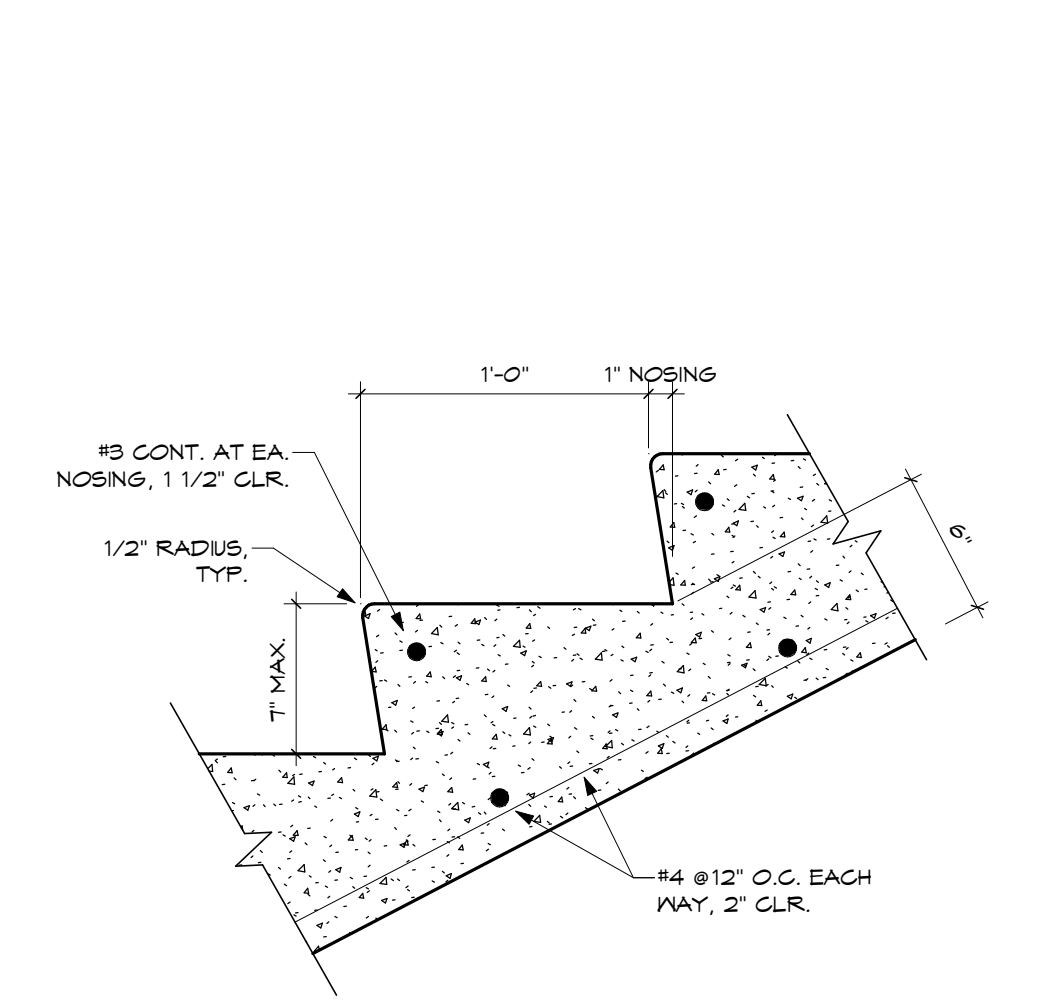 1'-0"
1" NOSING
#3 CONT. AT EA.
NOSING, 1 1/2" CLR.
6"
1/2" RADIUS,
TYP.
7" MAX.
#4 @12" O.C. EACH
WAY, 2" CLR.